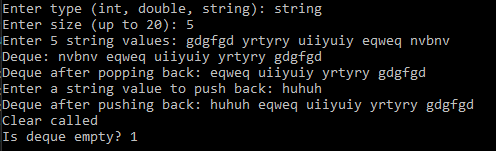 Enter type (int, double, string): string
Enter size (up to 20): 5
Enter 5 string values: gdgfgd yrtyry uiiyuiy eqweq nvbnv
Deque: nvbnv eqweq uiiyuiy yrtyry gdgfgd
Deque after popping back: eqweq uiiyuiy yrtyry gdgfgd
Enter a string value to push back: huhuh
Deque after pushing back: huhuh eqweq uiiyuiy yrtyry gdgfgd
Clear called
Is deque empty? 1